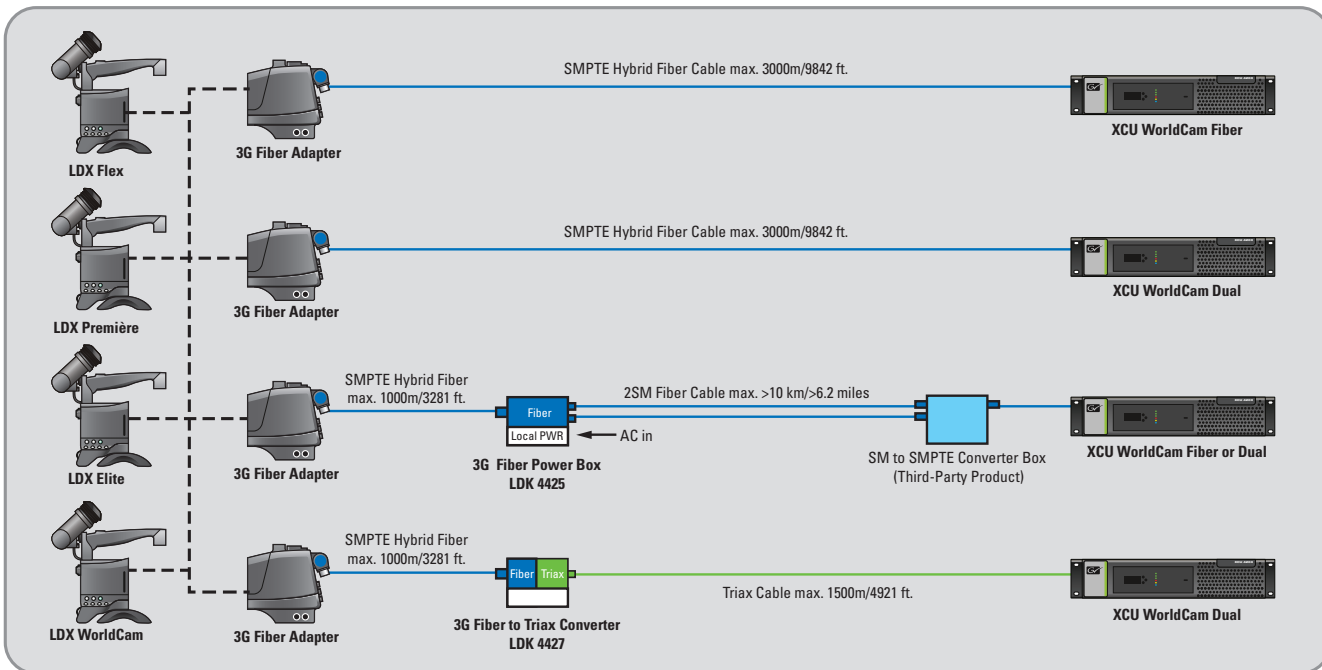 SMPTE Hybrid Fiber Cable max. 3000m/9842 ft.
LDX Flex
3G Fiber Adapter
XCU WorldCam Fiber
SMPTE Hybrid Fiber Cable max. 3000m/9842 ft.
LDX Première
3G Fiber Adapter
XCU WorldCam Dual
SMPTE Hybrid Fiber
max. 1000m/3281 ft.
Fiber
Local PWR
AC in
2SM Fiber Cable max. >10 km/>6.2 miles
LDX Elite
3G Fiber Adapter
3G Fiber Power Box
LDK 4425
SM to SMPTE Converter Box
(Third-Party Product)
XCU WorldCam Fiber or Dual
SMPTE Hybrid Fiber
max. 1000m/3281 ft.
Fiber
Triax
Triax Cable max. 1500m/4921 ft.
LDX WorldCam
3G Fiber Adapter
3G Fiber to Triax Converter
LDK 4427
XCU WorldCam Dual